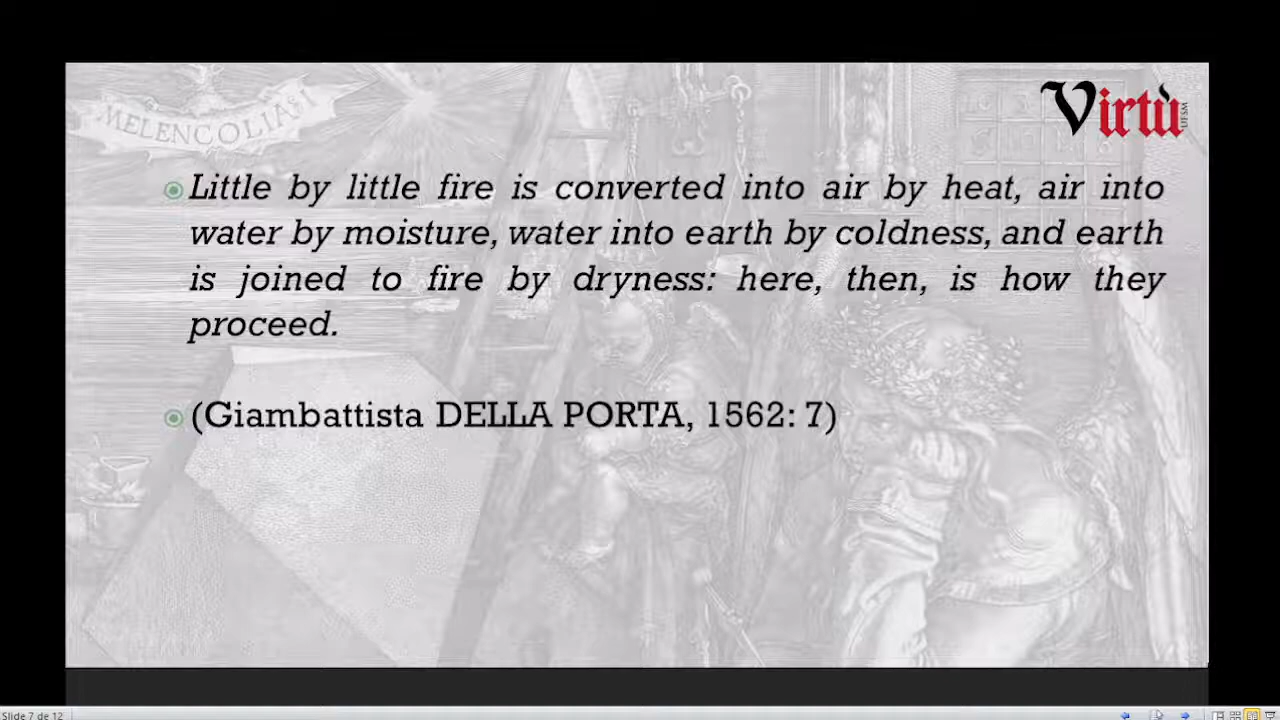 MELENCOLIA§I
Virtù
UFSM
Little by little fire is converted into air by heat, air into
water by moisture, water into earth by coldness, and earth
is joined to fire by dryness: here, then, is how they
proceed.
(Giambattista DELLA PORTA, 1562: 7)
Slide 7 de 12